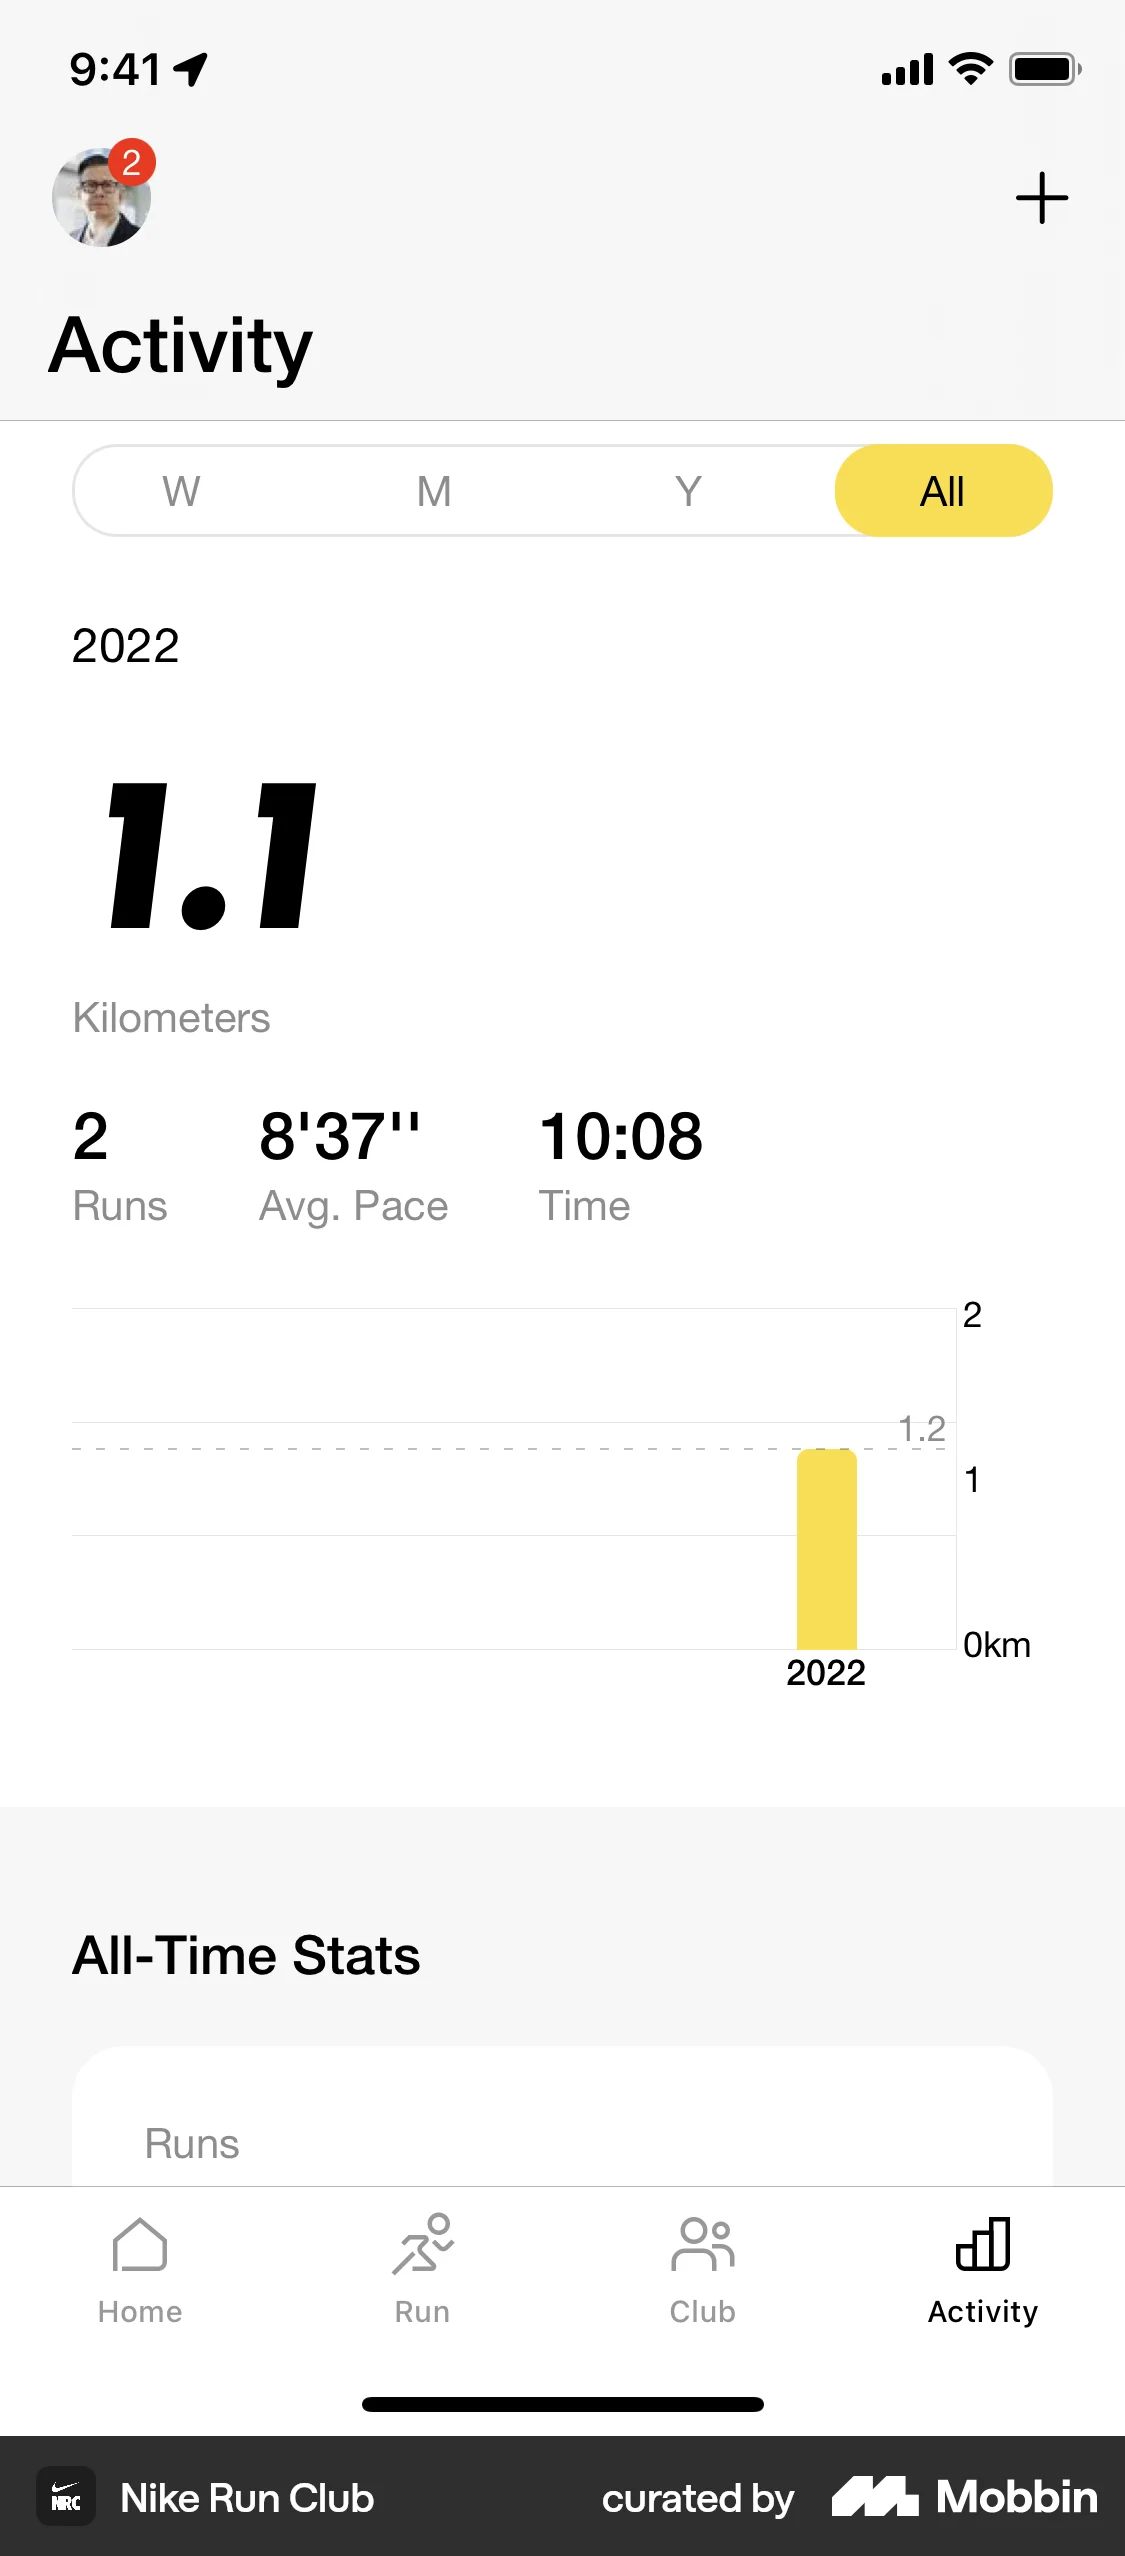 9:41
2
Activity
W M Y All
2022
1.1
Kilometers
2 8'37'' 10:08
Runs Avg. Pace Time
2
1.2
1
0km
2022
All-Time Stats
Runs
Home Run Club Activity
NRC Nike Run Club curated by Mobbin